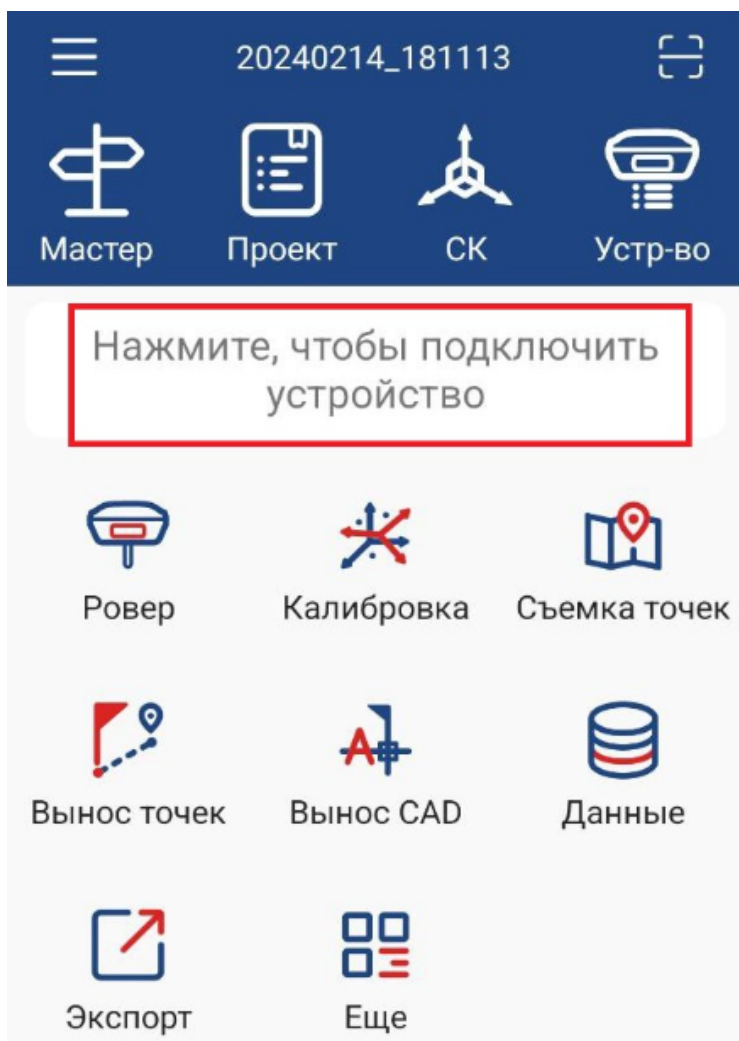 20240214_181113
Мастер Проект СК Устр-во
Нажмите, чтобы подключить
устройство
Ровер Калибровка Съемка точек
Вынос точек Вынос CAD Данные
Экспорт Еще